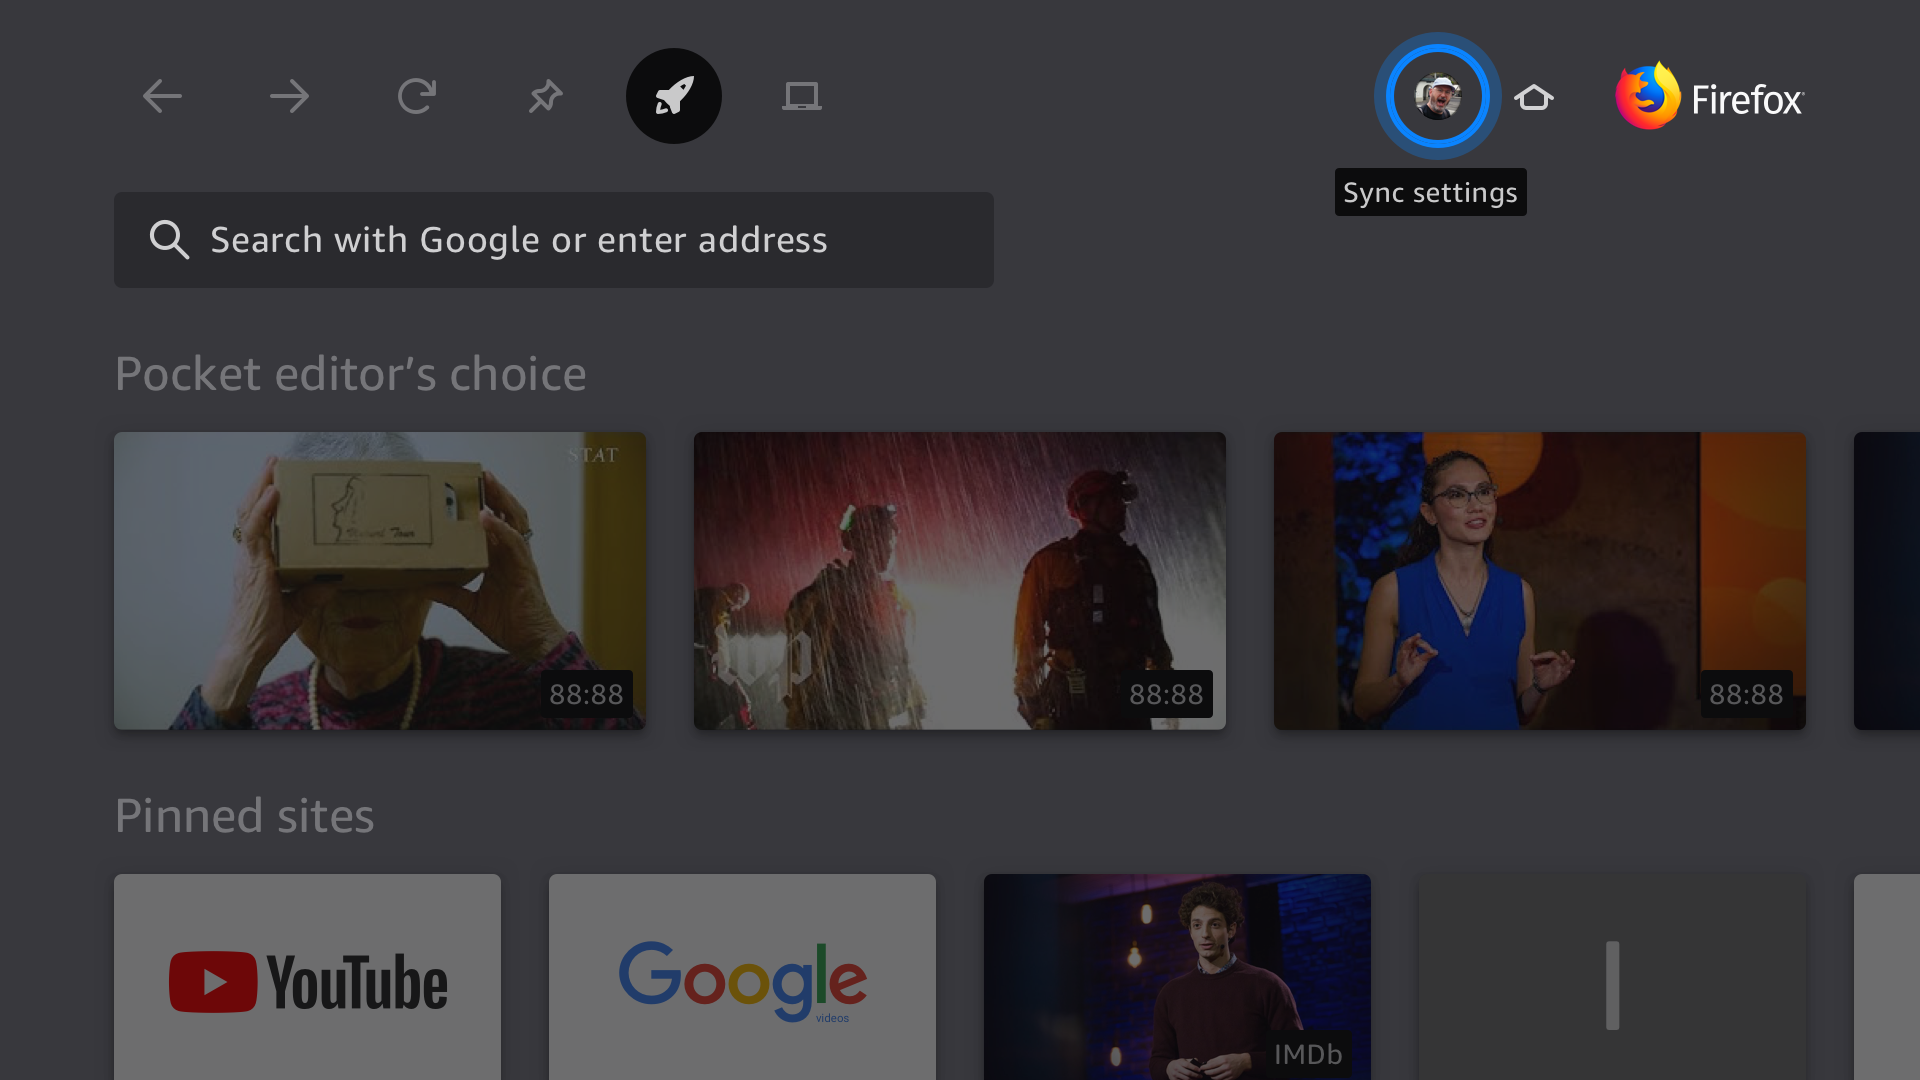 Firefox
Sync settings
Search with Google or enter address
Pocket editor’s choice
STAT
88:88
wp
88:88
88:88
Pinned sites
YouTube
Google
videos
IMDb
I